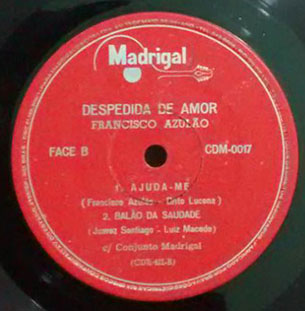 Madrigal
DESPEDIDA DE AMOR
FRANCISCO AZULÃO
FACE B
CDM-0017
1. AJUDA-ME
(Francisco Azulão - Cinto Lucena)
2. BALÃO DA SAUDADE
(Juarez Santiago - Luiz Macedo)
c/ Conjunto Madrigal